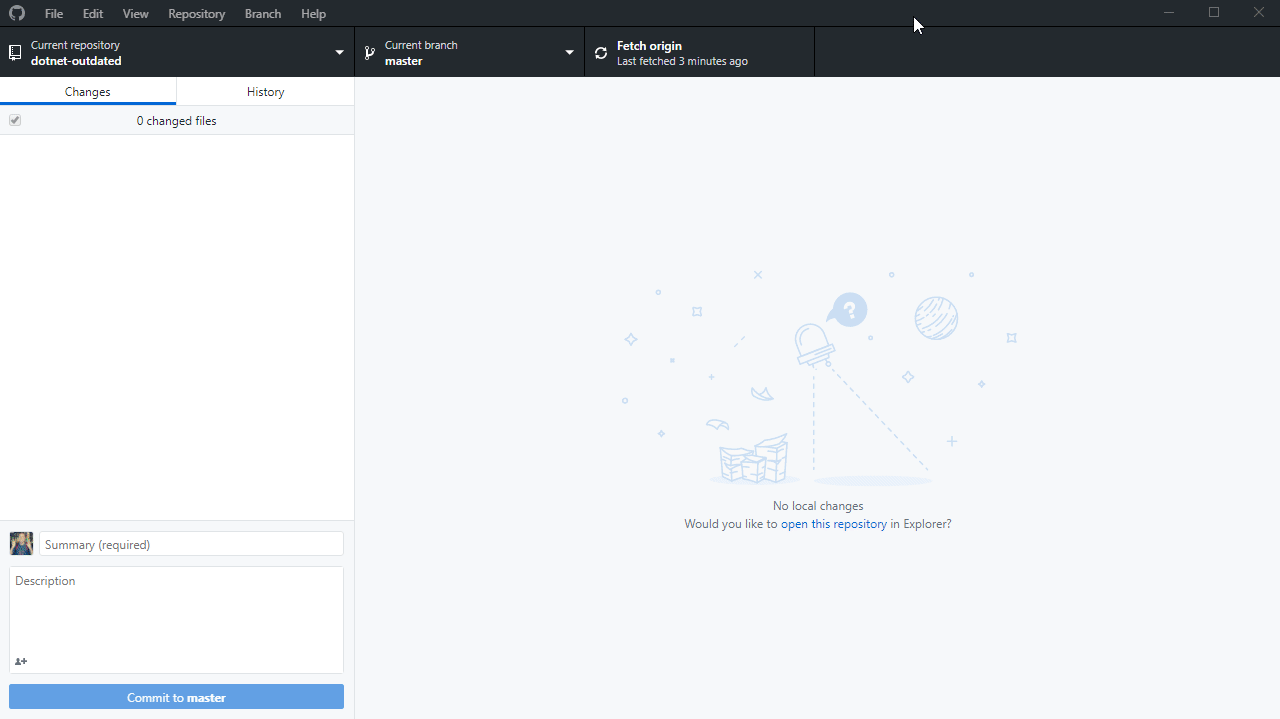 File Edit View Repository Branch Help
Current repository
dotnet-outdated
Current branch
master
Fetch origin
Last fetched 3 minutes ago
Changes
History
0 changed files
?
No local changes
Would you like to open this repository in Explorer?
Summary (required)
Description
Commit to master